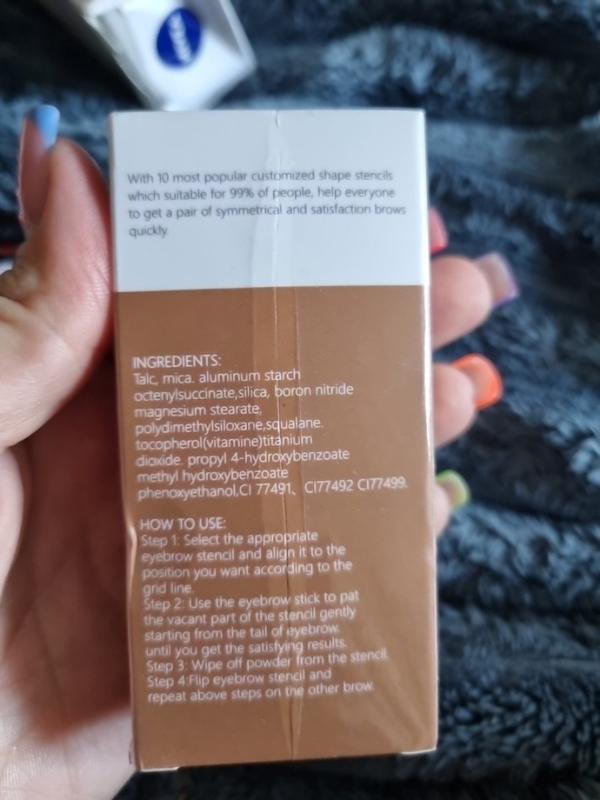 NIVEA
With 10 most popular customized shape stencils
which suitable for 99% of people, help everyone
to get a pair of symmetrical and satisfaction brows
quickly.
INGREDIENTS:
Talc, mica. aluminum starch
octenylsuccinate,silica, boron nitride
magnesium stearate,
polydimethylsiloxane,squalane.
tocopherol(vitamine)titanium
dioxide. propyl 4-hydroxybenzoate
methyl hydroxybenzoate
phenoxyethanol,CI 77491、CI77492 CI77499.
HOW TO USE:
Step 1: Select the appropriate
eyebrow stencil and align it to the
position you want according to the
grid line.
Step 2: Use the eyebrow stick to pat
the vacant part of the stencil gently
starting from the tail of eyebrow.
until you get the satisfying results.
Step 3: Wipe off powder from the stencil.
Step 4:Flip eyebrow stencil and
repeat above steps on the other brow.